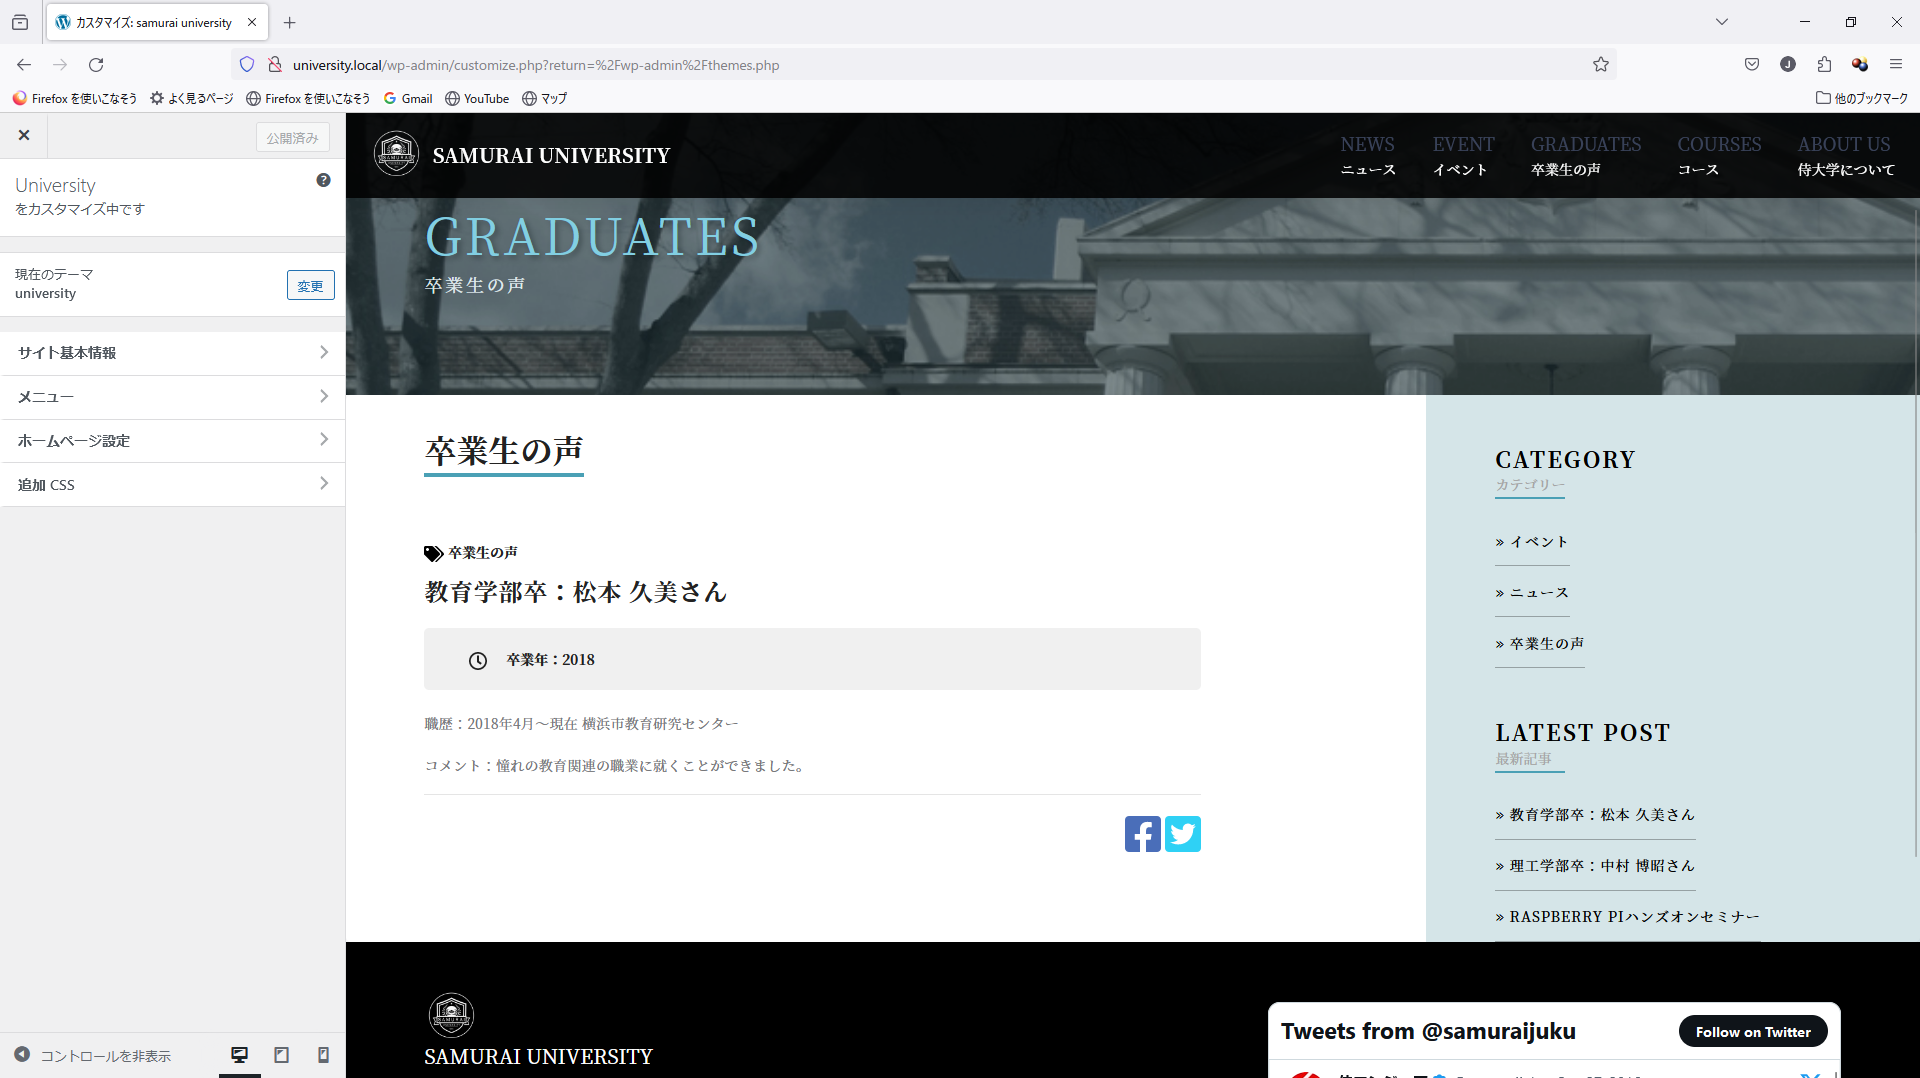 カスタマイズ: samurai university
university.local/wp-admin/customize.php?return=%2Fwp-admin%2Fthemes.php
J
Firefox を使いこなそう
よく見るページ
Firefox を使いこなそう
Gmail
YouTube
マップ
他のブックマーク
公開済み
University
をカスタマイズ中です
現在のテーマ
university
変更
サイト基本情報
メニュー
ホームページ設定
追加 CSS
コントロールを非表示
SAMURAI UNIVERSITY
NEWS
ニュース
EVENT
イベント
GRADUATES
卒業生の声
COURSES
コース
ABOUT US
侍大学について
GRADUATES
卒業生の声
卒業生の声
卒業生の声
教育学部卒：松本 久美さん
卒業年：2018
職歴：2018年4月〜現在 横浜市教育研究センター
コメント：憧れの教育関連の職業に就くことができました。
CATEGORY
カテゴリー
» イベント
» ニュース
» 卒業生の声
LATEST POST
最新記事
» 教育学部卒：松本 久美さん
» 理工学部卒：中村 博昭さん
» RASPBERRY PIハンズオンセミナー
SAMURAI UNIVERSITY
Tweets from @samuraijuku
Follow on Twitter